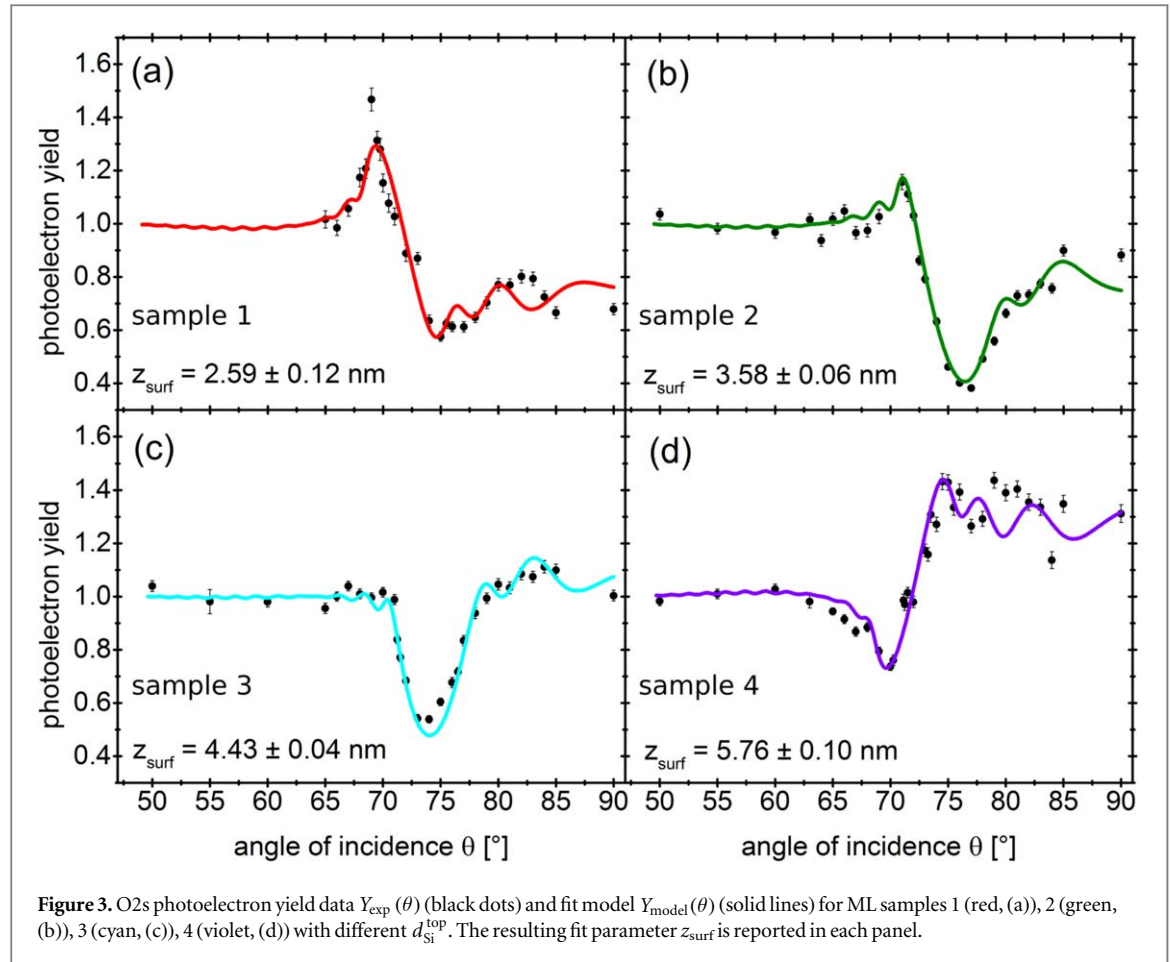 (a)
(b)
1.6
1.4
1.2
1.0
0.8
0.6
0.4
photoelectron yield
sample 1
z_surf = 2.59 ± 0.12 nm
sample 2
z_surf = 3.58 ± 0.06 nm
(c)
(d)
1.6
1.4
1.2
1.0
0.8
0.6
0.4
photoelectron yield
sample 3
z_surf = 4.43 ± 0.04 nm
sample 4
z_surf = 5.76 ± 0.10 nm
50 55 60 65 70 75 80 85 90
50 55 60 65 70 75 80 85 90
angle of incidence θ [°]
angle of incidence θ [°]
Figure 3. O2s photoelectron yield data Y_exp (θ) (black dots) and fit model Y_model(θ) (solid lines) for ML samples 1 (red, (a)), 2 (green,
(b)), 3 (cyan, (c)), 4 (violet, (d)) with different d_Si^top. The resulting fit parameter z_surf is reported in each panel.